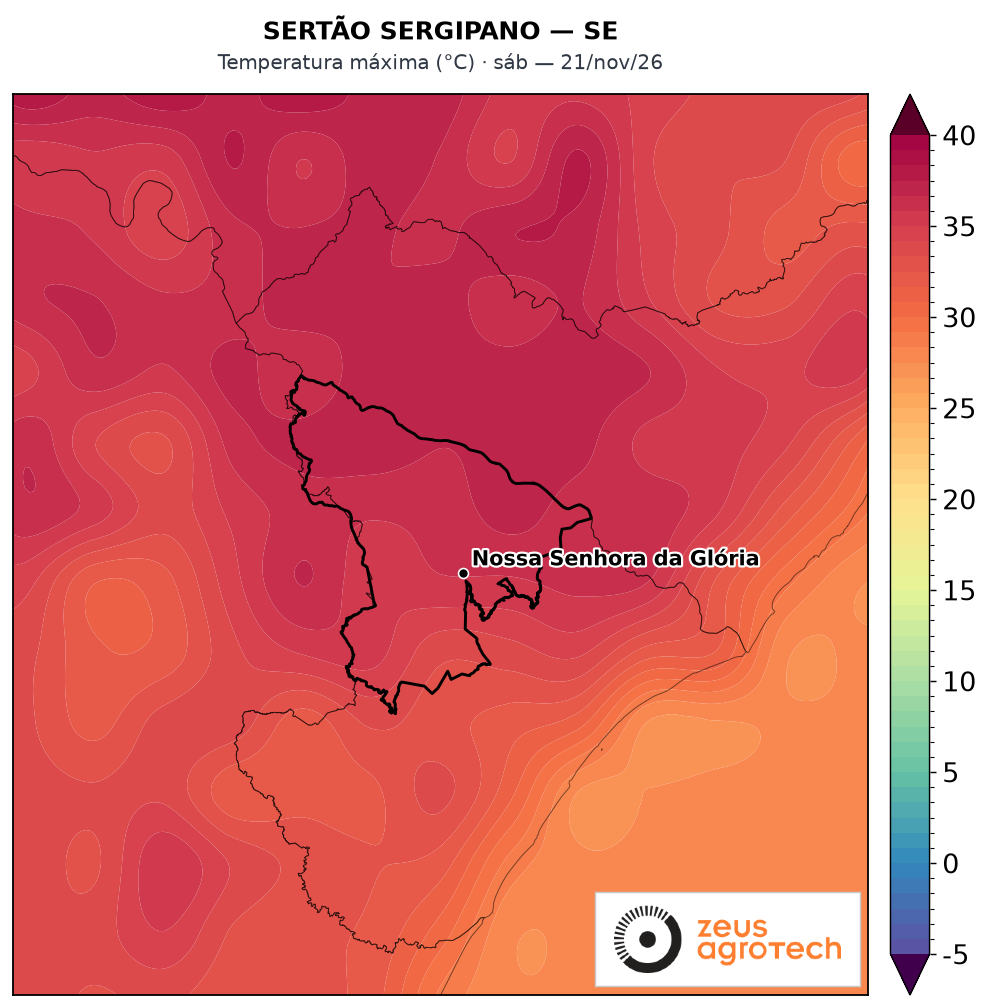 SERTÃO SERGIPANO — SE
Temperatura máxima (°C) · sáb — 21/nov/26
40
35
30
25
20
15
10
5
0
-5
Nossa Senhora da Glória
zeus
agrotech